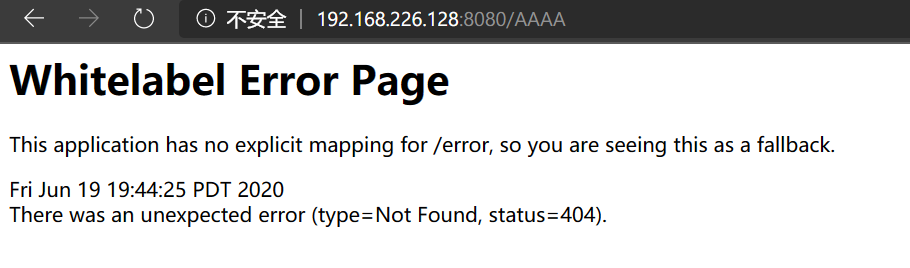 不安全 | 192.168.226.128:8080/AAAA
Whitelabel Error Page
This application has no explicit mapping for /error, so you are seeing this as a fallback.
Fri Jun 19 19:44:25 PDT 2020
There was an unexpected error (type=Not Found, status=404).